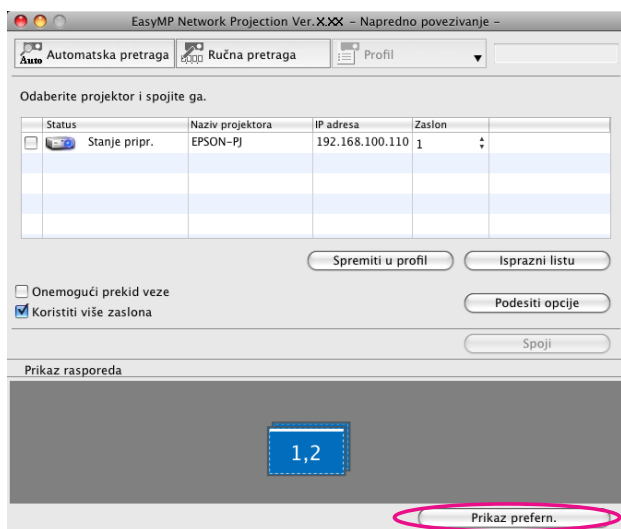 EasyMP Network Projection Ver.X.XX – Napredno povezivanje –
Auto Automatska pretraga Ručna pretraga Profil
Odaberite projektor i spojite ga.
Status Naziv projektora IP adresa Zaslon
Stanje pripr. EPSON-PJ 192.168.100.110 1
Spremiti u profil Isprazni listu
Onemogući prekid veze
Koristiti više zaslona
Podesiti opcije
Spoji
Prikaz rasporeda
1,2
Prikaz prefern.